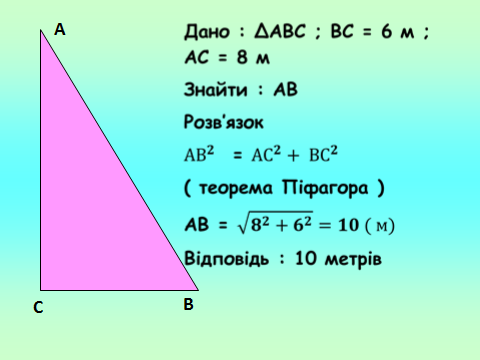 A
Дано : ΔABC ; BC = 6 м ;
AC = 8 м
Знайти : AB
Розв'язок
AB² = AC² + BC²
( теорема Піфагора )
AB = √8² + 6² = 10 ( м)
Відповідь : 10 метрів
C
B